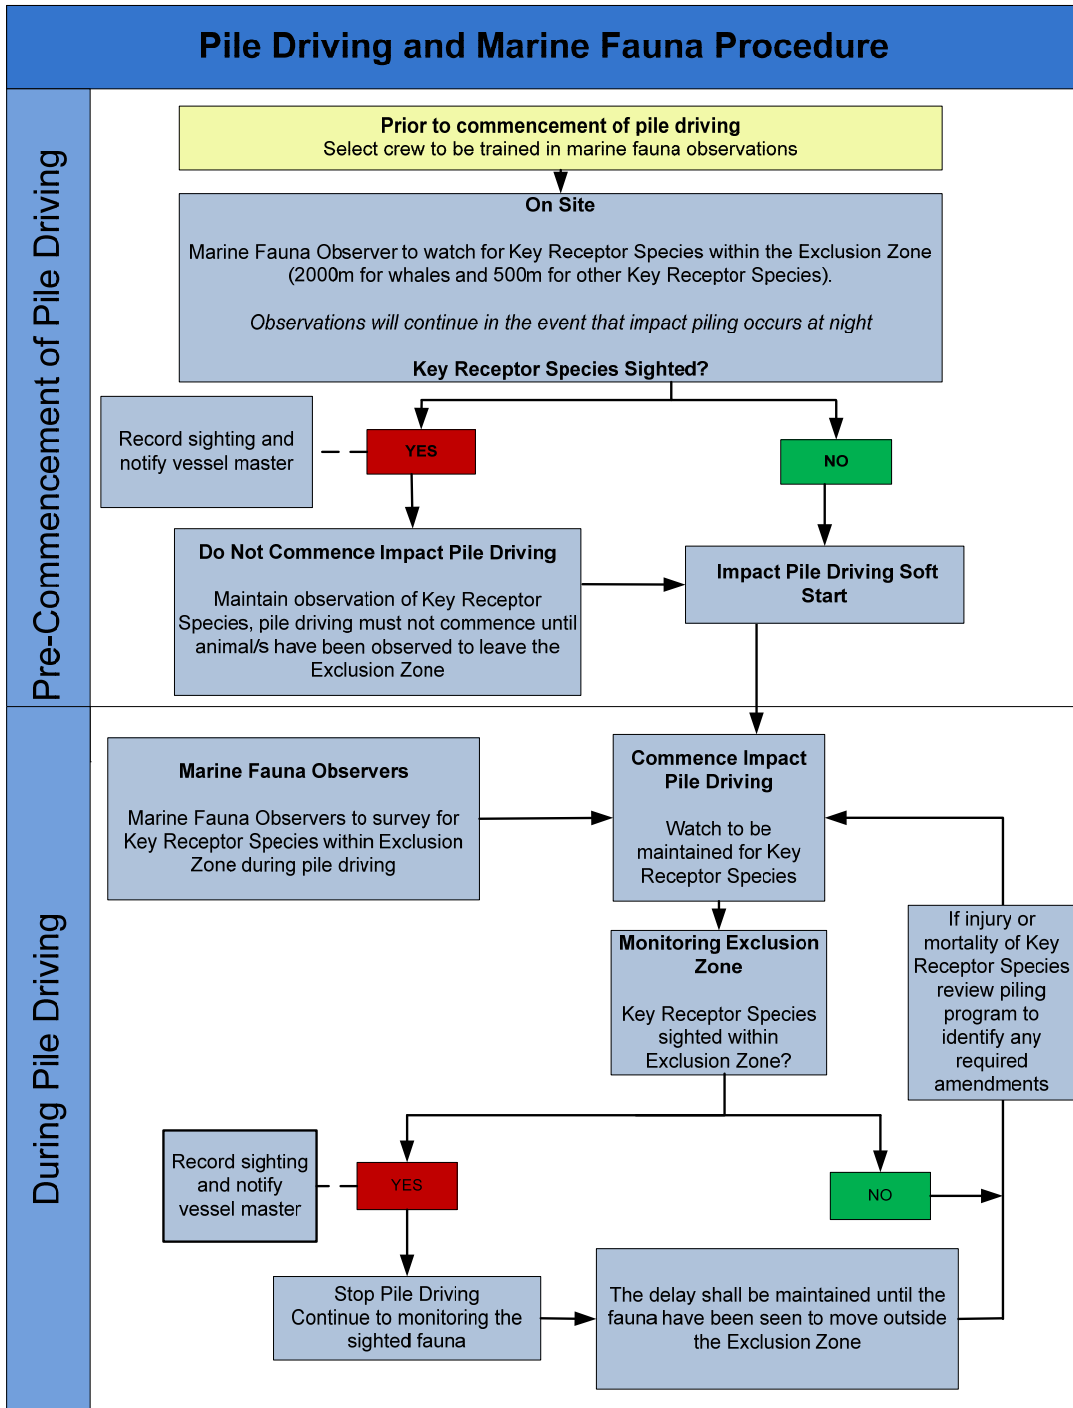 Pile Driving and Marine Fauna Procedure
Pre-Commencement of Pile Driving
Prior to commencement of pile driving
Select crew to be trained in marine fauna observations
On Site
Marine Fauna Observer to watch for Key Receptor Species within the Exclusion Zone
(2000m for whales and 500m for other Key Receptor Species).
Observations will continue in the event that impact piling occurs at night
Key Receptor Species Sighted?
Record sighting and
notify vessel master
YES
NO
Do Not Commence Impact Pile Driving
Maintain observation of Key Receptor
Species, pile driving must not commence until
animal/s have been observed to leave the
Exclusion Zone
Impact Pile Driving Soft
Start
During Pile Driving
Marine Fauna Observers
Marine Fauna Observers to survey for
Key Receptor Species within Exclusion
Zone during pile driving
Commence Impact
Pile Driving
Watch to be
maintained for Key
Receptor Species
Monitoring Exclusion
Zone
Key Receptor Species
sighted within
Exclusion Zone?
If injury or
mortality of Key
Receptor Species
review piling
program to
identify any
required
amendments
Record sighting
and notify
vessel master
YES
NO
Stop Pile Driving
Continue to monitoring the
sighted fauna
The delay shall be maintained until the
fauna have been seen to move outside
the Exclusion Zone